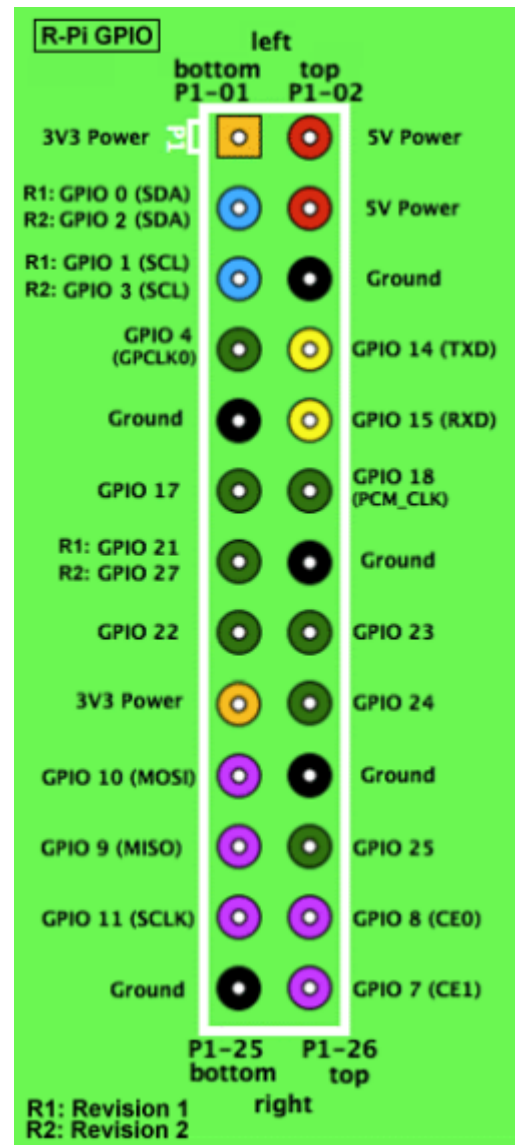 R-Pi GPIO
left
bottom top
P1-01 P1-02
3V3 Power P1 5V Power
R1: GPIO 0 (SDA)
R2: GPIO 2 (SDA) 5V Power
R1: GPIO 1 (SCL)
R2: GPIO 3 (SCL) Ground
GPIO 4
(GPCLK0) GPIO 14 (TXD)
Ground GPIO 15 (RXD)
GPIO 17 GPIO 18
(PCM_CLK)
R1: GPIO 21
R2: GPIO 27 Ground
GPIO 22 GPIO 23
3V3 Power GPIO 24
GPIO 10 (MOSI) Ground
GPIO 9 (MISO) GPIO 25
GPIO 11 (SCLK) GPIO 8 (CE0)
Ground GPIO 7 (CE1)
P1-25 P1-26
bottom top
right
R1: Revision 1
R2: Revision 2